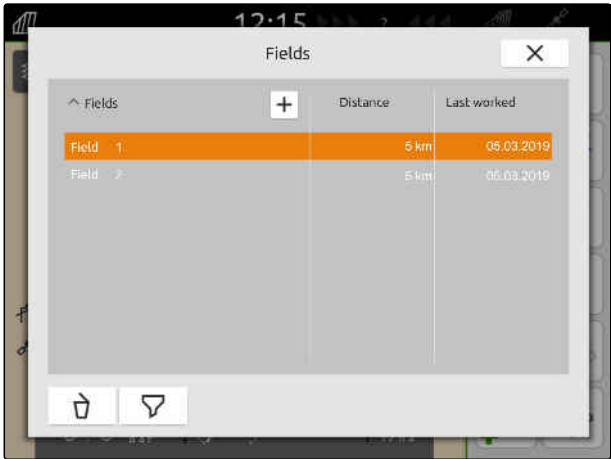 12:15
Fields
Fields Distance Last worked
Field 1 5 km 05.03.2019
Field 2 5 km 05.03.2019